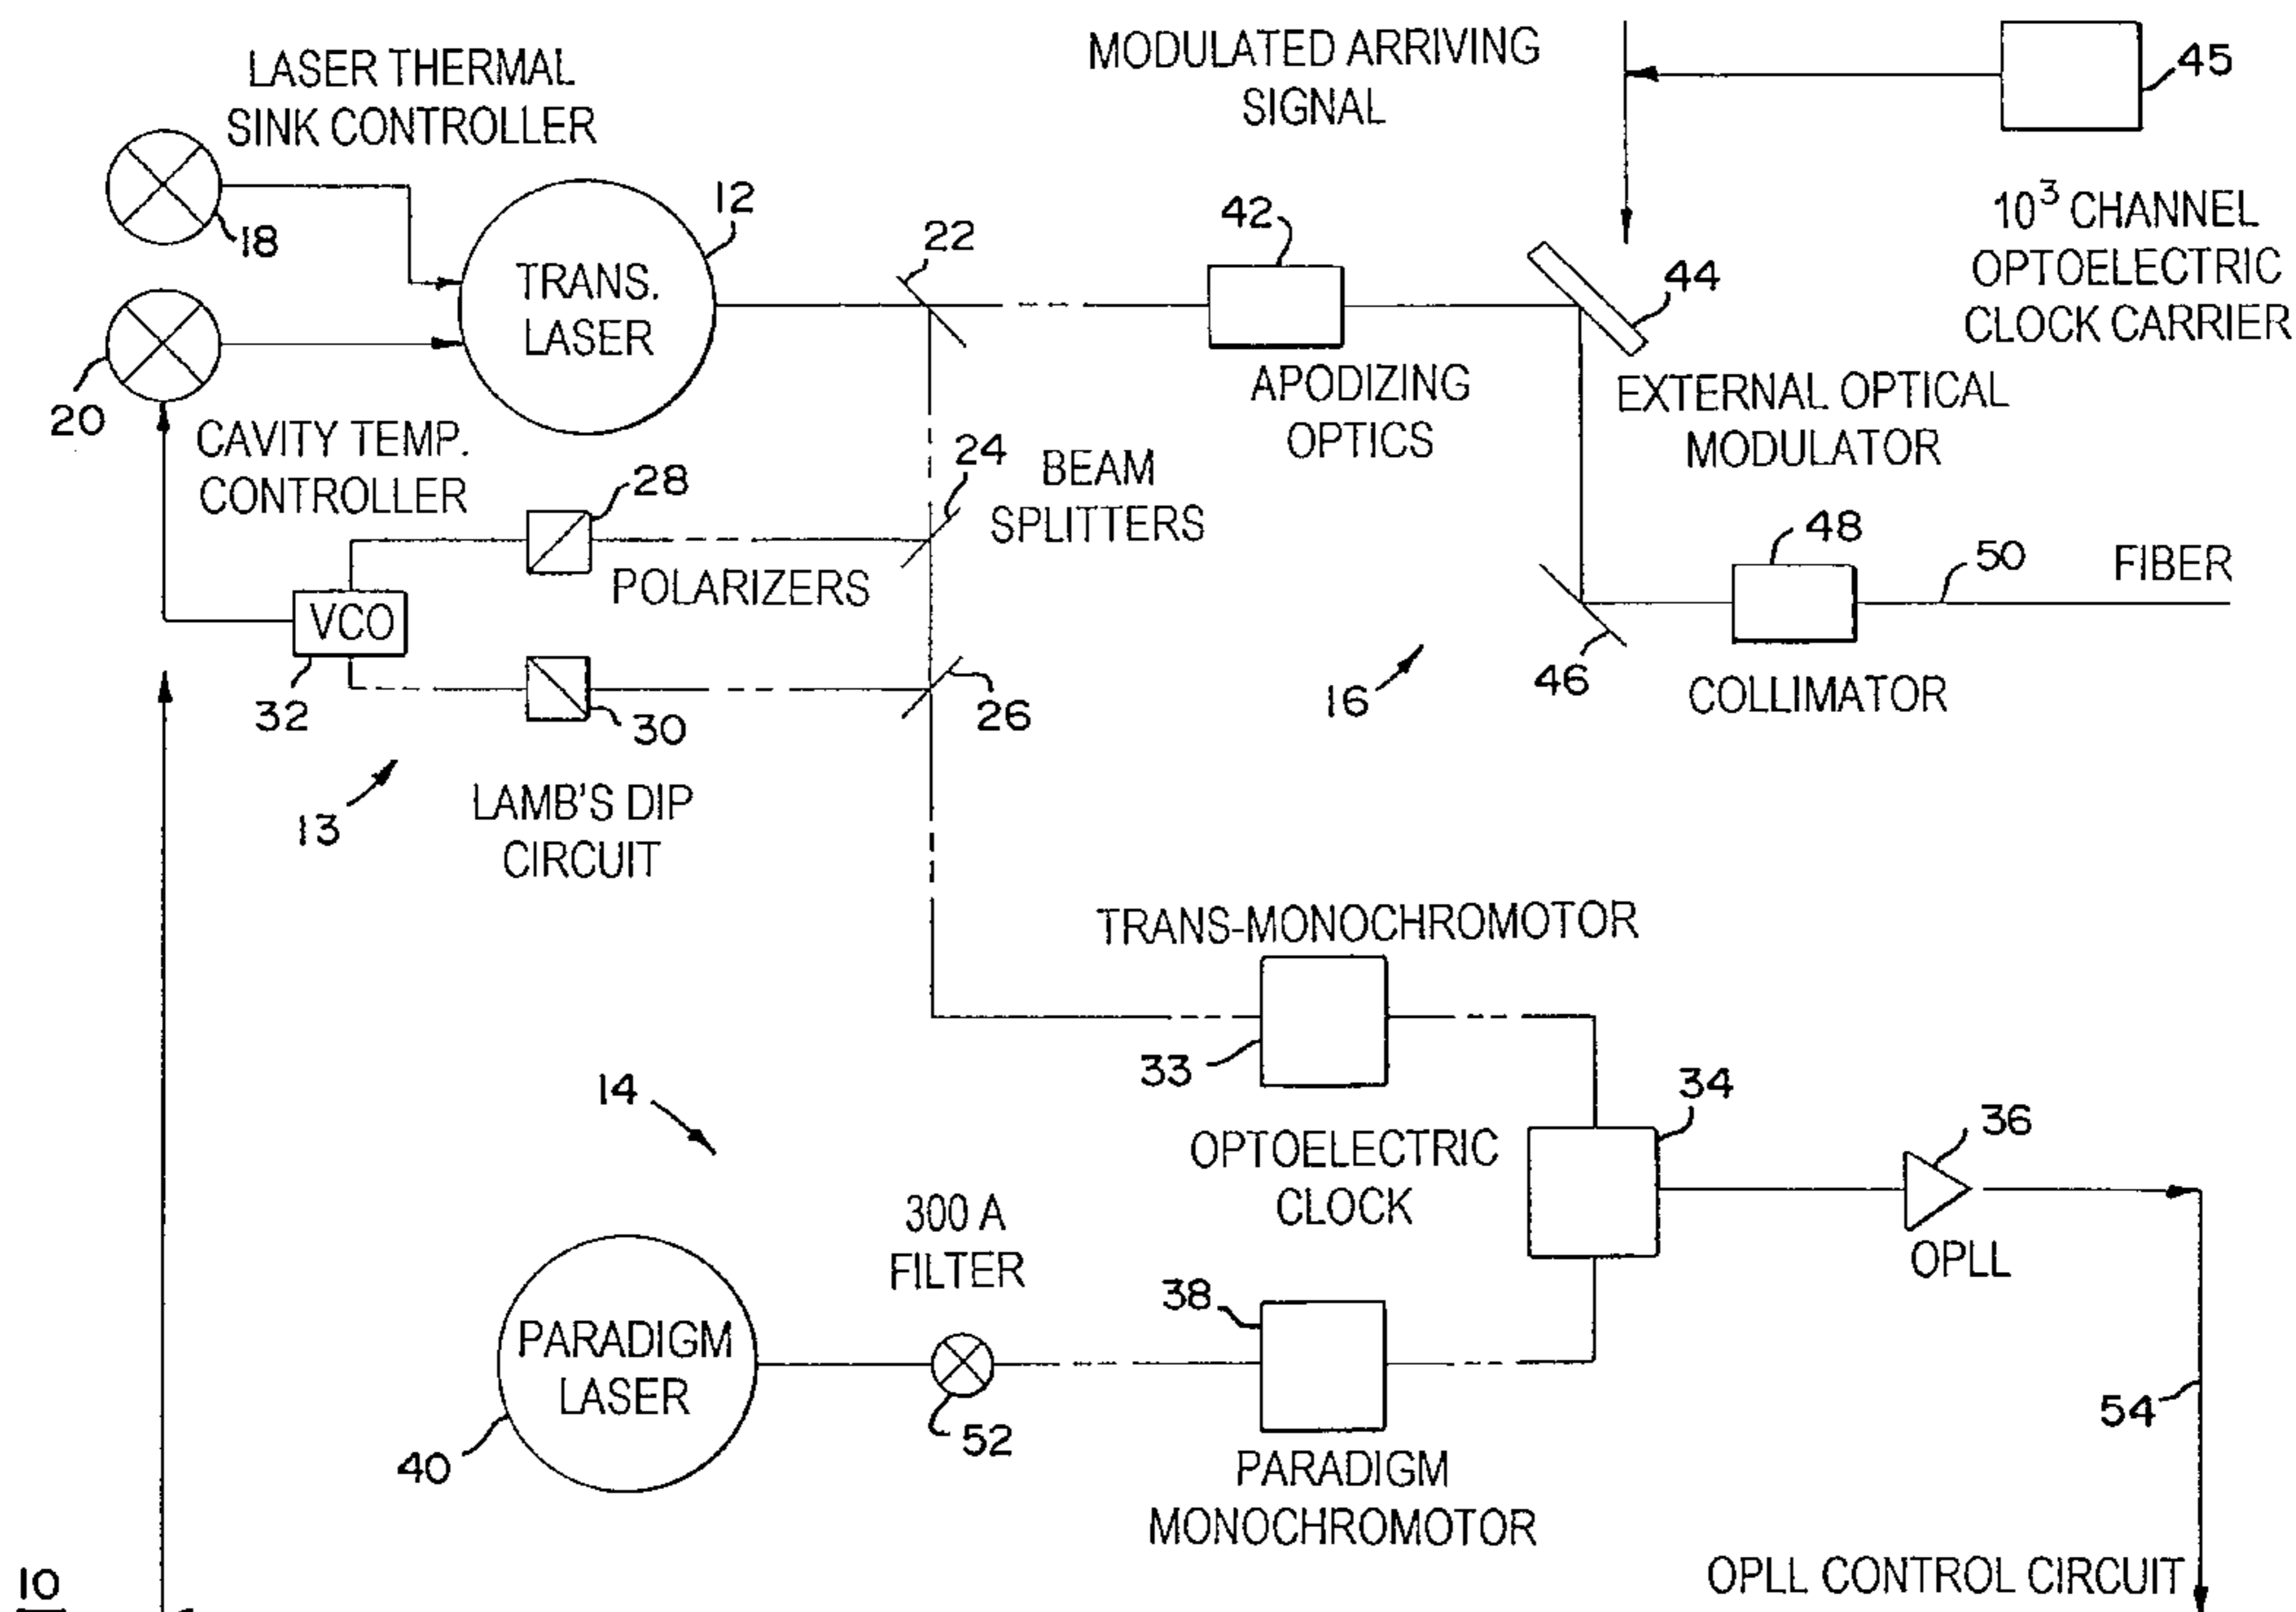 LASER THERMAL
SINK CONTROLLER
18
12
TRANS.
LASER
20
CAVITY TEMP.
CONTROLLER
22
MODULATED ARRIVING
SIGNAL
45
10³ CHANNEL
OPTOELECTRIC
CLOCK CARRIER
42
APODIZING
OPTICS
44
EXTERNAL OPTICAL
MODULATOR
24
BEAM
SPLITTERS
28
POLARIZERS
VCO
32
30
26
13
LAMB'S DIP
CIRCUIT
16
46
48
COLLIMATOR
50
FIBER
TRANS-MONOCHROMOTOR
33
14
OPTOELECTRIC
CLOCK
34
36
OPLL
300 A
FILTER
PARADIGM
LASER
40
52
38
PARADIGM
MONOCHROMOTOR
54
OPLL CONTROL CIRCUIT
10